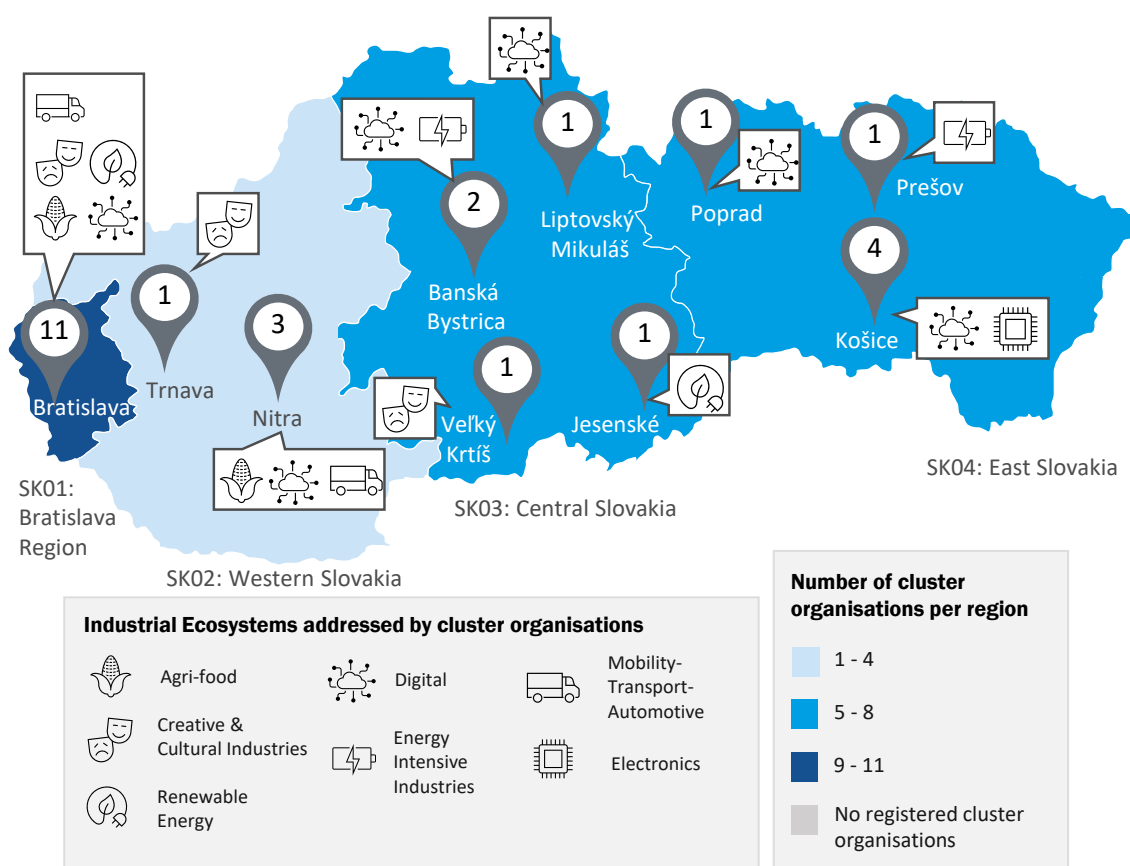 1
1
1
1
Prešov
2
Liptovský
Mikuláš
Poprad
4
Banská
Bystrica
Košice
11
1
3
1
1
Bratislava
Trnava
Nitra
Veľký
Krtíš
Jesenské
SK01:
Bratislava
Region
SK02: Western Slovakia
SK03: Central Slovakia
SK04: East Slovakia
Industrial Ecosystems addressed by cluster organisations
Agri-food
Creative &
Cultural Industries
Renewable
Energy
Digital
Energy
Intensive
Industries
Mobility-
Transport-
Automotive
Electronics
Number of cluster
organisations per region
1 - 4
5 - 8
9 - 11
No registered cluster
organisations